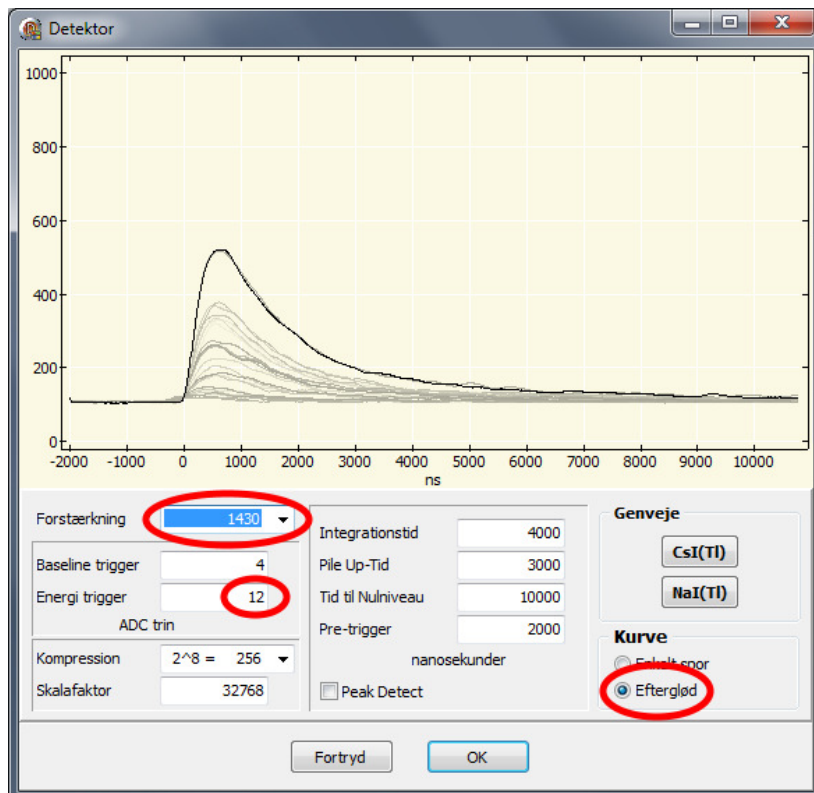 Detektor
1000
800
600
400
200
0
-2000 -1000 0 1000 2000 3000 4000 5000 6000 7000 8000 9000 10000
ns
Forstærkning 1430
Baseline trigger 4
Energi trigger 12
ADC trin
Kompression 2^8 = 256
Skalafaktor 32768
Integrationstid 4000
Pile Up-Tid 3000
Tid til Nulniveau 10000
Pre-trigger 2000
nanosekunder
Peak Detect
Genveje
CsI(Tl)
NaI(Tl)
Kurve
Enkelt spor
Efterglød
Fortryd OK